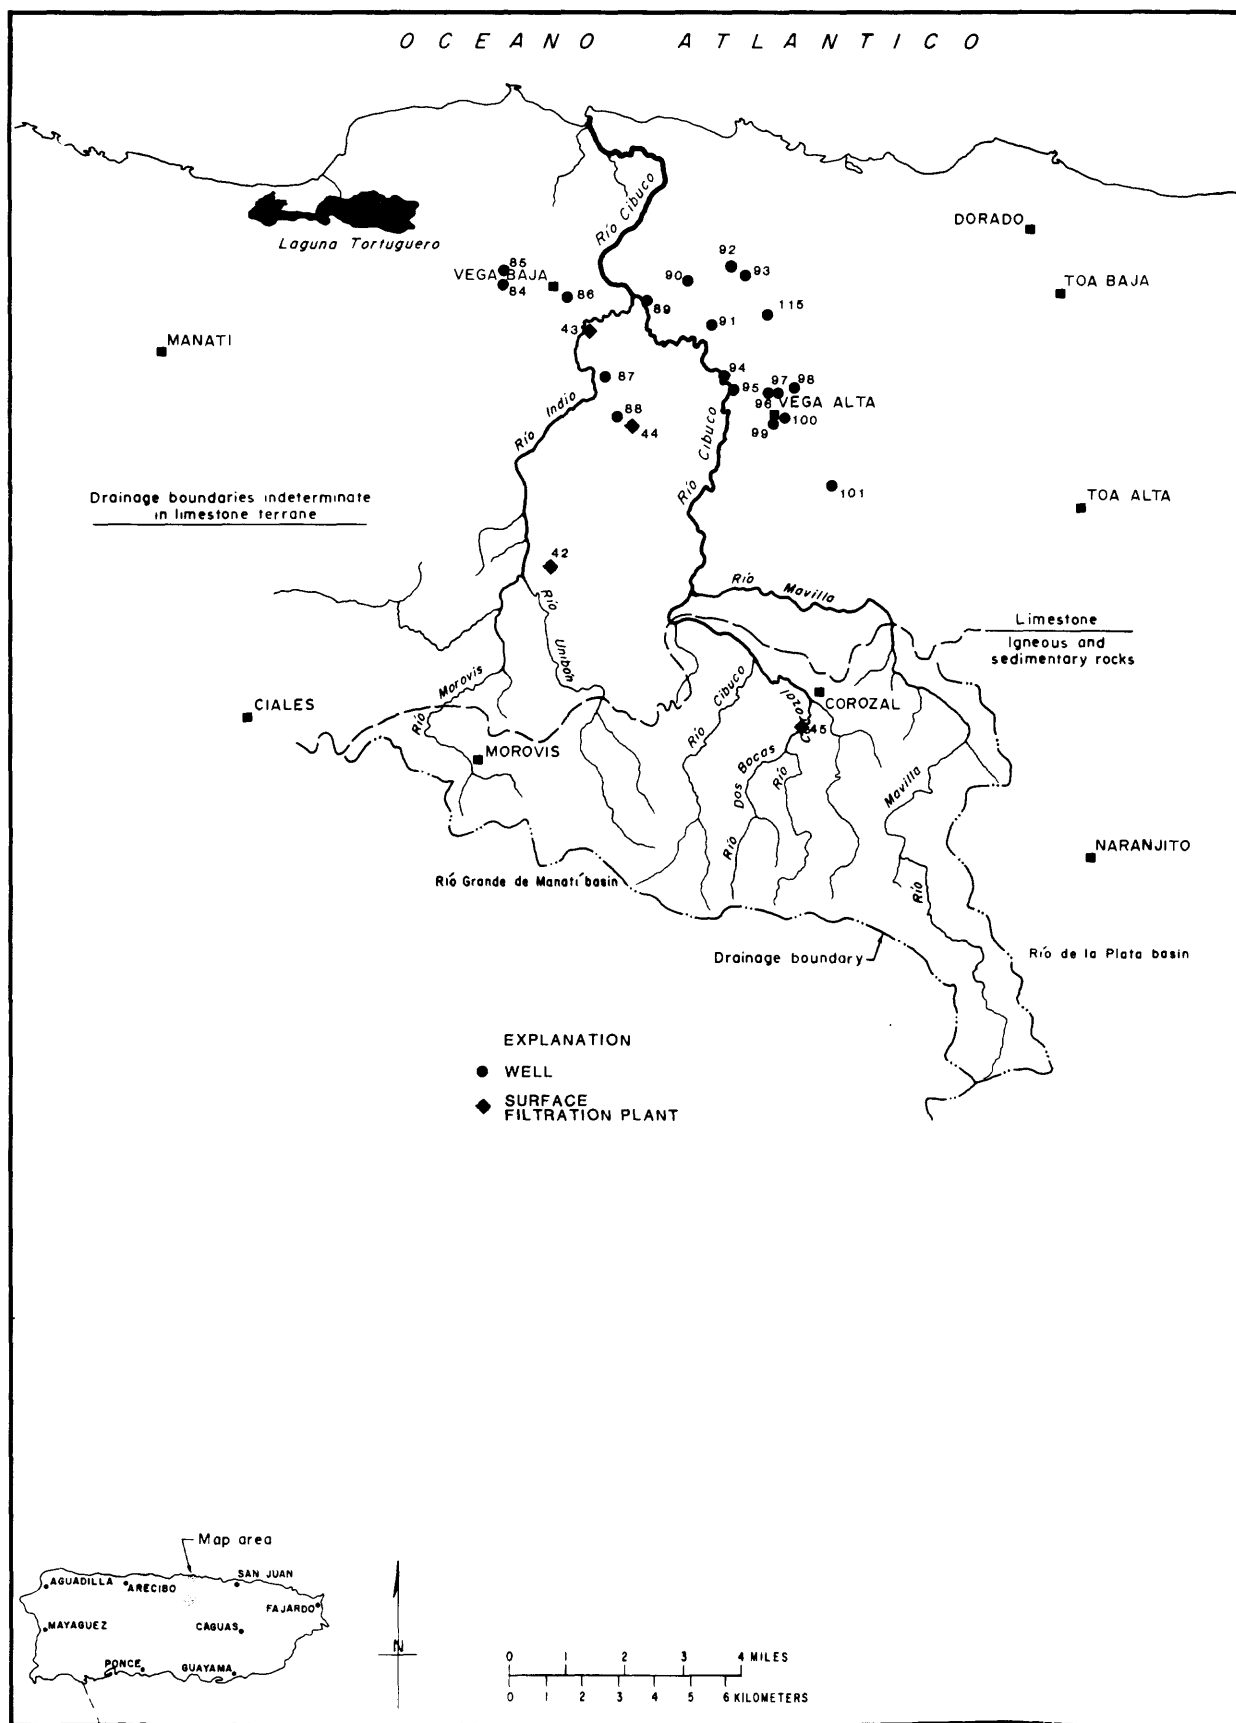 OCEANO ATLANTICO
Río Cibuco
Laguna Tortuguero
DORADO
85
VEGA BAJA
84
86
90
92
93
TOA BAJA
89
91
115
43
MANATI
87
94
95
97
98
96
VEGA ALTA
88
44
99
100
Río Indio
Río Cibuco
101
Drainage boundaries indeterminate
in limestone terrane
TOA ALTA
42
Río Unibón
Río Mavilla
Limestone
Igneous and
sedimentary rocks
Río Morovis
Río Cibuco
Corozal
COROZAL
CIALES
45
MOROVIS
Río Dos Bocas
Río
Río Mavilla
NARANJITO
Río Grande de Manatí basin
Drainage boundary
Río de la Plata basin
EXPLANATION
WELL
SURFACE
FILTRATION PLANT
Map area
AGUADILLA
ARECIBO
SAN JUAN
FAJARDO
MAYAGUEZ
CAGUAS
PONCE
GUAYAMA
N
0 1 2 3 4 MILES
0 1 2 3 4 5 6 KILOMETERS